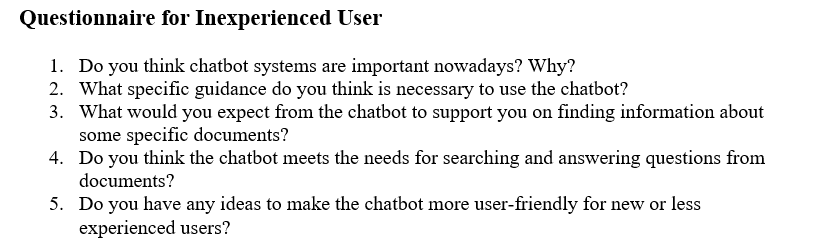 Questionnaire for Inexperienced User
1. Do you think chatbot systems are important nowadays? Why?
2. What specific guidance do you think is necessary to use the chatbot?
3. What would you expect from the chatbot to support you on finding information about
some specific documents?
4. Do you think the chatbot meets the needs for searching and answering questions from
documents?
5. Do you have any ideas to make the chatbot more user-friendly for new or less
experienced users?